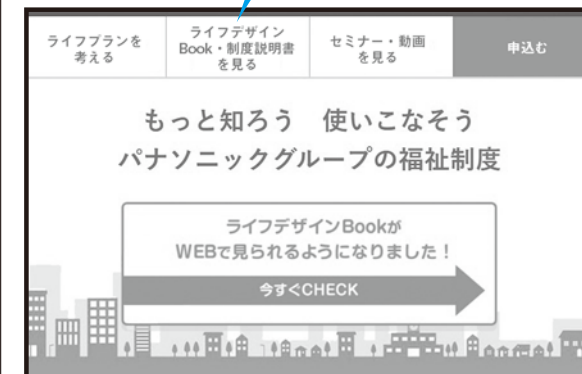 ライフプランを
考える
ライフデザイン
Book・制度説明書
を見る
セミナー・動画
を見る
申込む
もっと知ろう　使いこなそう
パナソニックグループの福祉制度
ライフデザインBookが
WEBで見られるようになりました！
今すぐCHECK